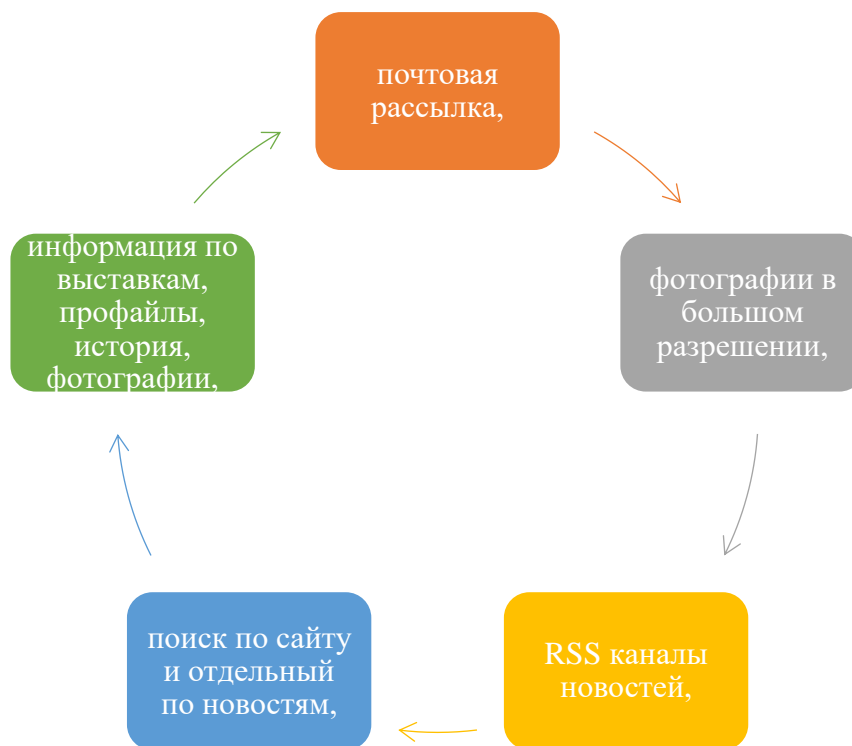 почтовая
рассылка,
фотографии в
большом
разрешении,
RSS каналы
новостей,
поиск по сайту
и отдельный
по новостям,
информация по
выставкам,
профайлы,
история,
фотографии,